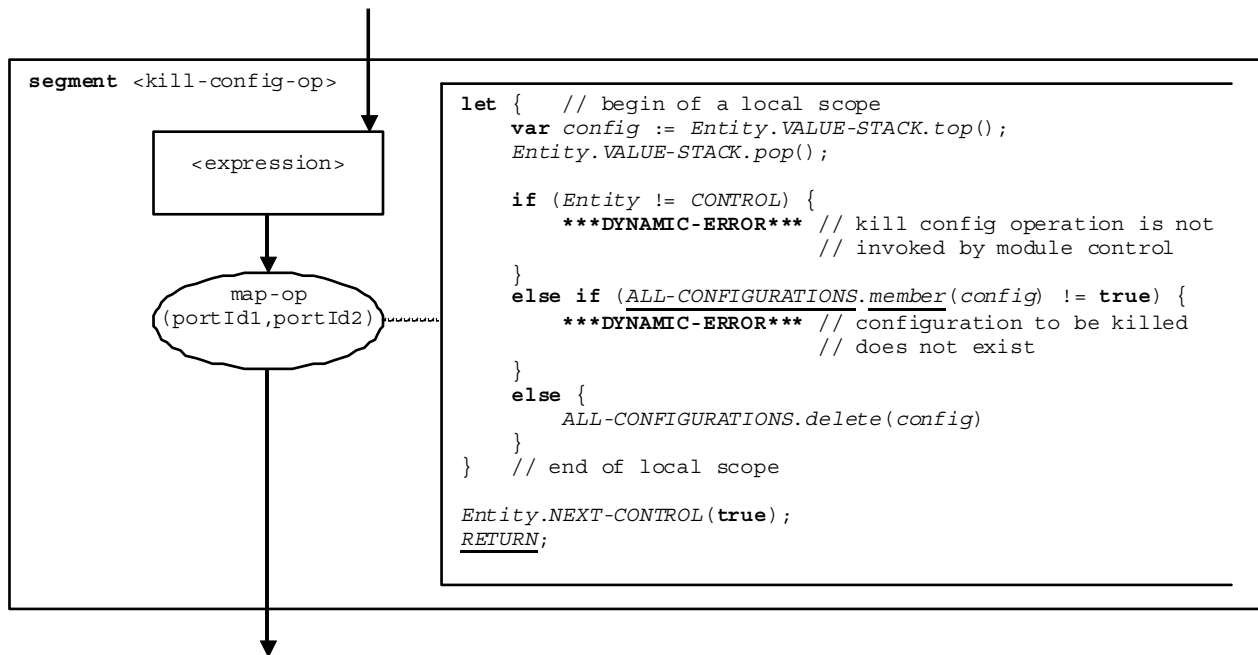 segment <kill-config-op>
<expression>
map-op
(portId1,portId2)
let { // begin of a local scope
var config := Entity.VALUE-STACK.top();
Entity.VALUE-STACK.pop();
if (Entity != CONTROL) {
***DYNAMIC-ERROR*** // kill config operation is not
// invoked by module control
}
else if (ALL-CONFIGURATIONS.member(config) != true) {
***DYNAMIC-ERROR*** // configuration to be killed
// does not exist
}
else {
ALL-CONFIGURATIONS.delete(config)
}
} // end of local scope
Entity.NEXT-CONTROL(true);
RETURN;